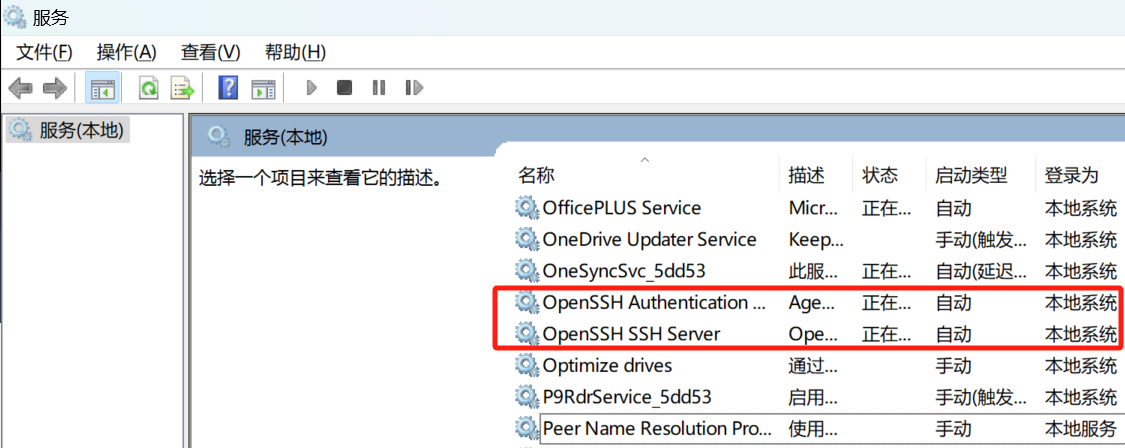 服务
文件(F) 操作(A) 查看(V) 帮助(H)
服务(本地)
服务(本地)
选择一个项目来查看它的描述。
名称 描述 状态 启动类型 登录为
OfficePLUS Service Micr... 正在... 自动 本地系统
OneDrive Updater Service Keep... 手动(触发... 本地系统
OneSyncSvc_5dd53 此服... 正在... 自动(延迟... 本地系统
OpenSSH Authentication ... Age... 正在... 自动 本地系统
OpenSSH SSH Server Ope... 正在... 自动 本地系统
Optimize drives 通过... 手动 本地系统
P9RdrService_5dd53 启用... 手动(触发... 本地系统
Peer Name Resolution Pro... 使用... 手动 本地服务